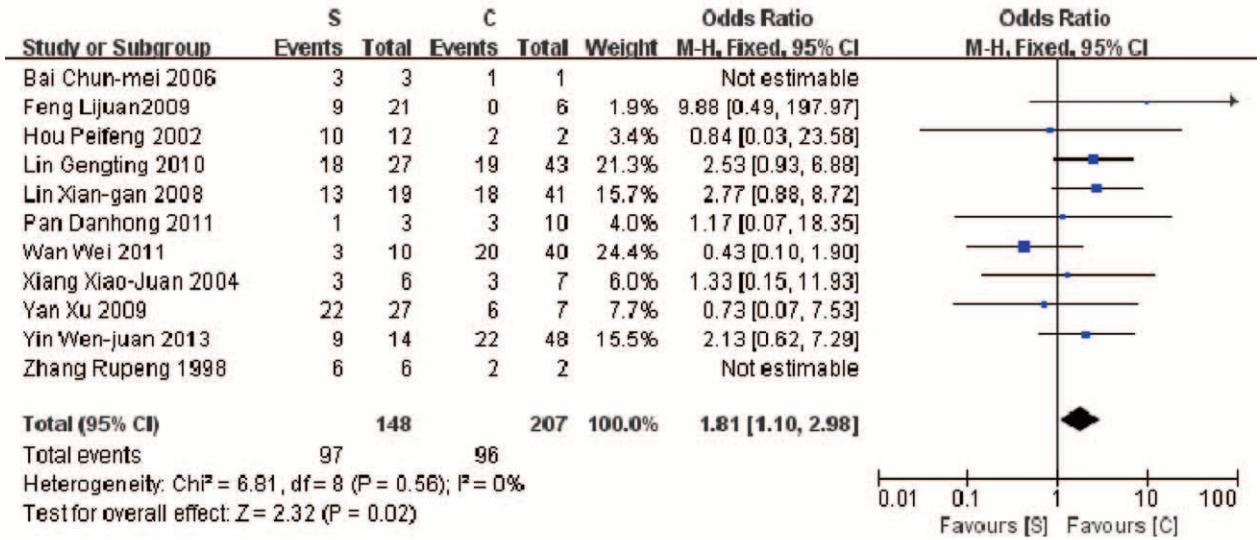 S C Odds Ratio Odds Ratio
Study or Subgroup Events Total Events Total Weight M-H, Fixed, 95% CI M-H, Fixed, 95% CI
Bai Chun-mei 2006 3 3 1 1 Not estimable
Feng Lijuan2009 9 21 0 6 1.9% 9.88 [0.49, 197.97]
Hou Peifeng 2002 10 12 2 2 3.4% 0.84 [0.03, 23.58]
Lin Gengting 2010 18 27 19 43 21.3% 2.53 [0.93, 6.88]
Lin Xian-gan 2008 13 19 18 41 15.7% 2.77 [0.88, 8.72]
Pan Danhong 2011 1 3 3 10 4.0% 1.17 [0.07, 18.35]
Wan Wei 2011 3 10 20 40 24.4% 0.43 [0.10, 1.90]
Xiang Xiao-Juan 2004 3 6 3 7 6.0% 1.33 [0.15, 11.93]
Yan Xu 2009 22 27 6 7 7.7% 0.73 [0.07, 7.53]
Yin Wen-juan 2013 9 14 22 48 15.5% 2.13 [0.62, 7.29]
Zhang Rupeng 1998 6 6 2 2 Not estimable
Total (95% CI) 148 207 100.0% 1.81 [1.10, 2.98]
Total events 97 96
Heterogeneity: Chi² = 6.81, df = 8 (P = 0.56); I² = 0%
Test for overall effect: Z = 2.32 (P = 0.02)
0.01 0.1 1 10 100
Favours [S] Favours [C]